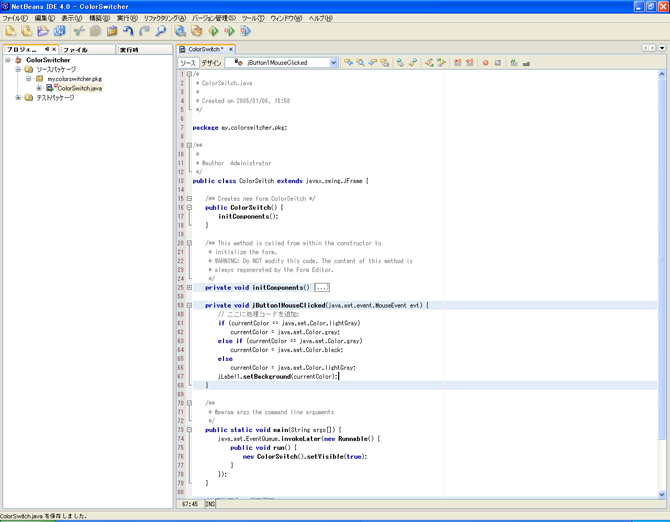 NetBeans IDE 4.0 - ColorSwitcher
ファイル(F) 編集(E) 表示(V) 構築(B) 実行(R) リファクタリング(A) バージョン管理(S) ツール(T) ウィンドウ(W) ヘルプ(H)
プロジェ... ファイル 実行時
ColorSwitcher
ソースパッケージ
my.colorswitcher.pkg
ColorSwitch.java
テストパッケージ
ColorSwitch *
ソース デザイン jButton1MouseClicked
1 /*
2 * ColorSwitch.java
3 *
4 * Created on 2005/01/06, 15:58
5 */
6
7 package my.colorswitcher.pkg;
8
9 /**
10 *
11 * @author Administrator
12 */
13 public class ColorSwitch extends javax.swing.JFrame {
14
15 /** Creates new form ColorSwitch */
16 public ColorSwitch() {
17 initComponents();
18 }
19
20 /** This method is called from within the constructor to
21 * initialize the form.
22 * WARNING: Do NOT modify this code. The content of this method is
23 * always regenerated by the Form Editor.
24 */
25 private void initComponents() [...]
58
59 private void jButton1MouseClicked(java.awt.event.MouseEvent evt) {
60 // ここに処理コードを追加:
61 if (currentColor == java.awt.Color.lightGray)
62 currentColor = java.awt.Color.gray;
63 else if (currentColor == java.awt.Color.gray)
64 currentColor = java.awt.Color.black;
65 else
66 currentColor = java.awt.Color.lightGray;
67 jLabel1.setBackground(currentColor);
68 }
69
70 /**
71 * @param args the command line arguments
72 */
73 public static void main(String args[]) {
74 java.awt.EventQueue.invokeLater(new Runnable() {
75 public void run() {
76 new ColorSwitch().setVisible(true);
77 }
78 });
79 }
80
67:45 INS
ColorSwitch.java を保存しました。